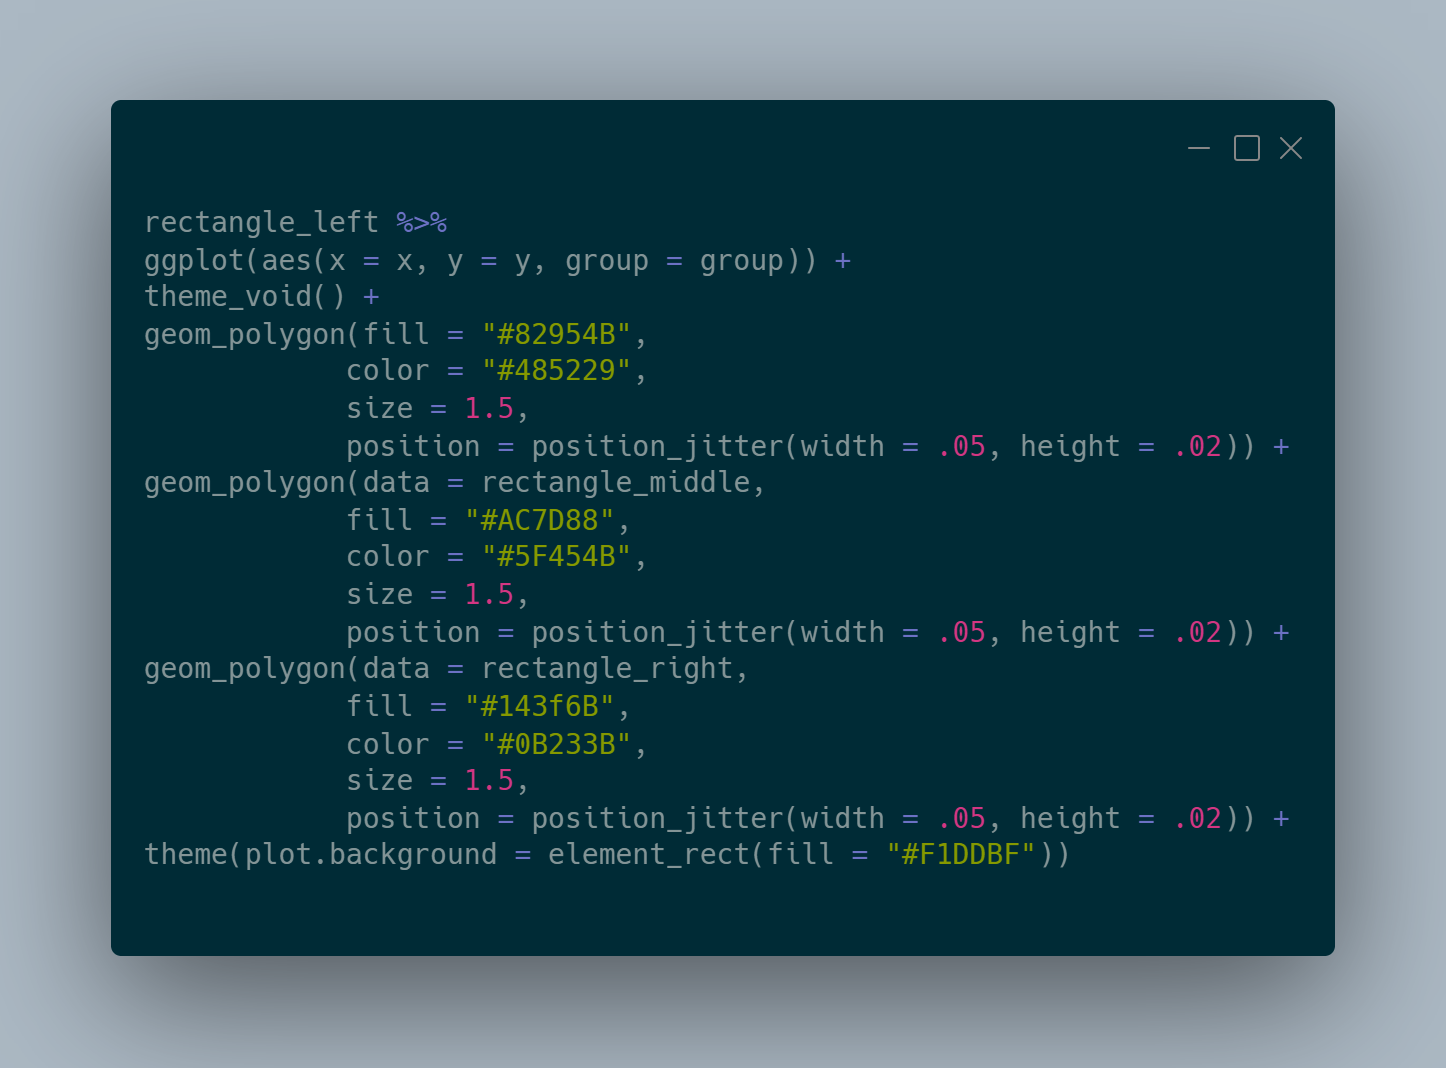 rectangle_left %>%
ggplot(aes(x = x, y = y, group = group)) +
theme_void() +
geom_polygon(fill = "#82954B",
            color = "#485229",
            size = 1.5,
            position = position_jitter(width = .05, height = .02)) +
geom_polygon(data = rectangle_middle,
            fill = "#AC7D88",
            color = "#5F454B",
            size = 1.5,
            position = position_jitter(width = .05, height = .02)) +
geom_polygon(data = rectangle_right,
            fill = "#143f6B",
            color = "#0B233B",
            size = 1.5,
            position = position_jitter(width = .05, height = .02)) +
theme(plot.background = element_rect(fill = "#F1DDBF"))